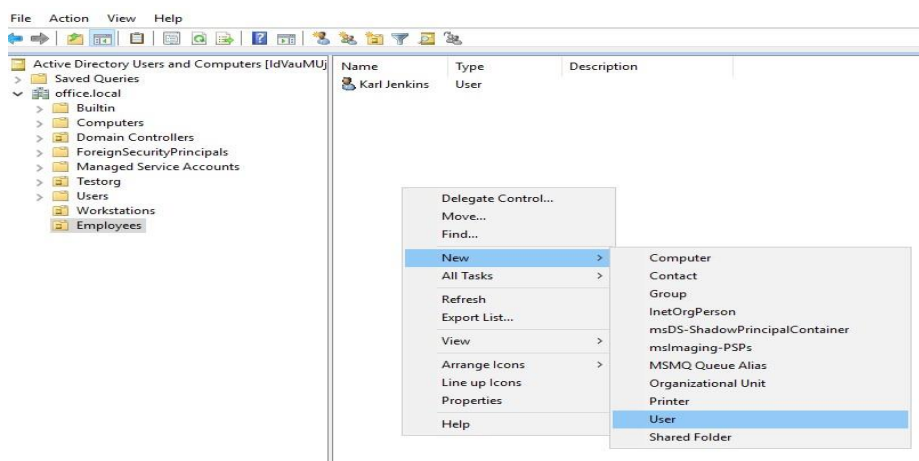 File Action View Help
Active Directory Users and Computers [IdVauMUj
Saved Queries
office.local
Builtin
Computers
Domain Controllers
ForeignSecurityPrincipals
Managed Service Accounts
Testorg
Users
Workstations
Employees
Name Type Description
Karl Jenkins User
Delegate Control...
Move...
Find...
New
All Tasks
Refresh
Export List...
View
Arrange Icons
Line up Icons
Properties
Help
Computer
Contact
Group
InetOrgPerson
msDS-ShadowPrincipalContainer
msImaging-PSPs
MSMQ Queue Alias
Organizational Unit
Printer
User
Shared Folder